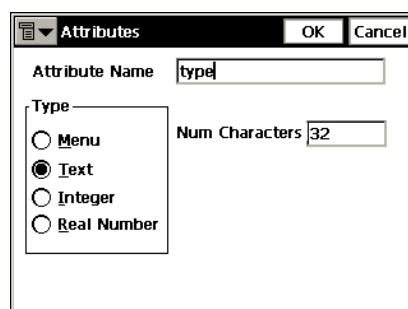 Attributes OK Cancel
Attribute Name type
Type
Menu
Num Characters 32
Text
Integer
Real Number